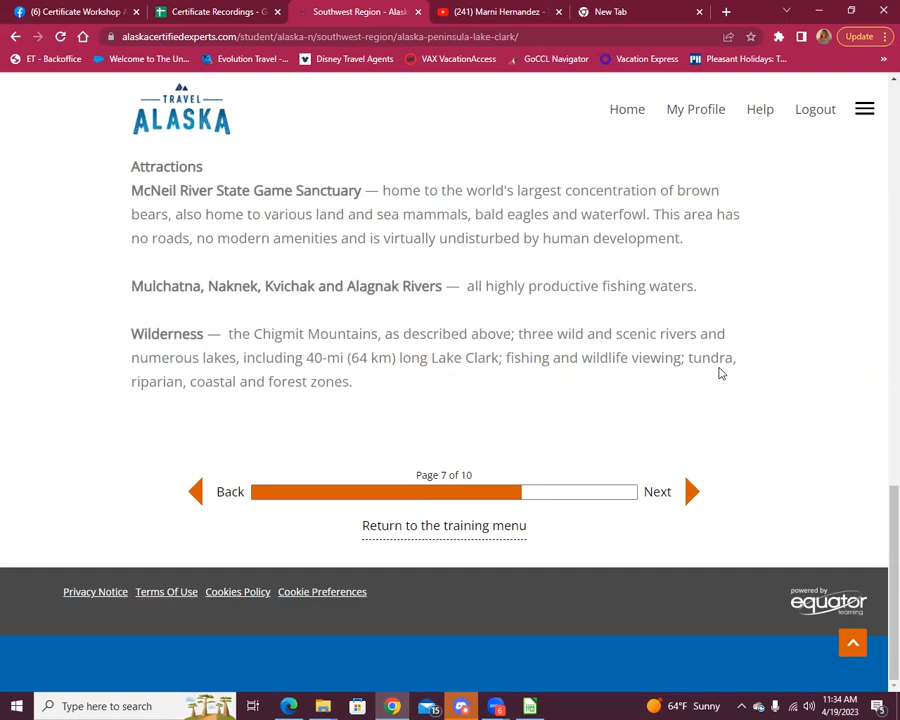 (6) Certificate Workshop A
Certificate Recordings - G
Southwest Region - Alask
(241) Marni Hernandez -
New Tab
alaskacertifiedexperts.com/student/alaska-n/southwest-region/alaska-peninsula-lake-clark/
Update
ET - Backoffice
Welcome to The Un...
Evolution Travel -...
Disney Travel Agents
VAX VacationAccess
GoCCL Navigator
Vacation Express
Pleasant Holidays: T...
»
TRAVEL
ALASKA
Home
My Profile
Help
Logout
Attractions
McNeil River State Game Sanctuary — home to the world's largest concentration of brown
bears, also home to various land and sea mammals, bald eagles and waterfowl. This area has
no roads, no modern amenities and is virtually undisturbed by human development.
Mulchatna, Naknek, Kvichak and Alagnak Rivers — all highly productive fishing waters.
Wilderness — the Chigmit Mountains, as described above; three wild and scenic rivers and
numerous lakes, including 40-mi (64 km) long Lake Clark; fishing and wildlife viewing; tundra,
riparian, coastal and forest zones.
Page 7 of 10
Back
Next
Return to the training menu
Privacy Notice
Terms Of Use
Cookies Policy
Cookie Preferences
powered by
equator
learning
Type here to search
15
6
64°F Sunny
11:34 AM
4/19/2023
5